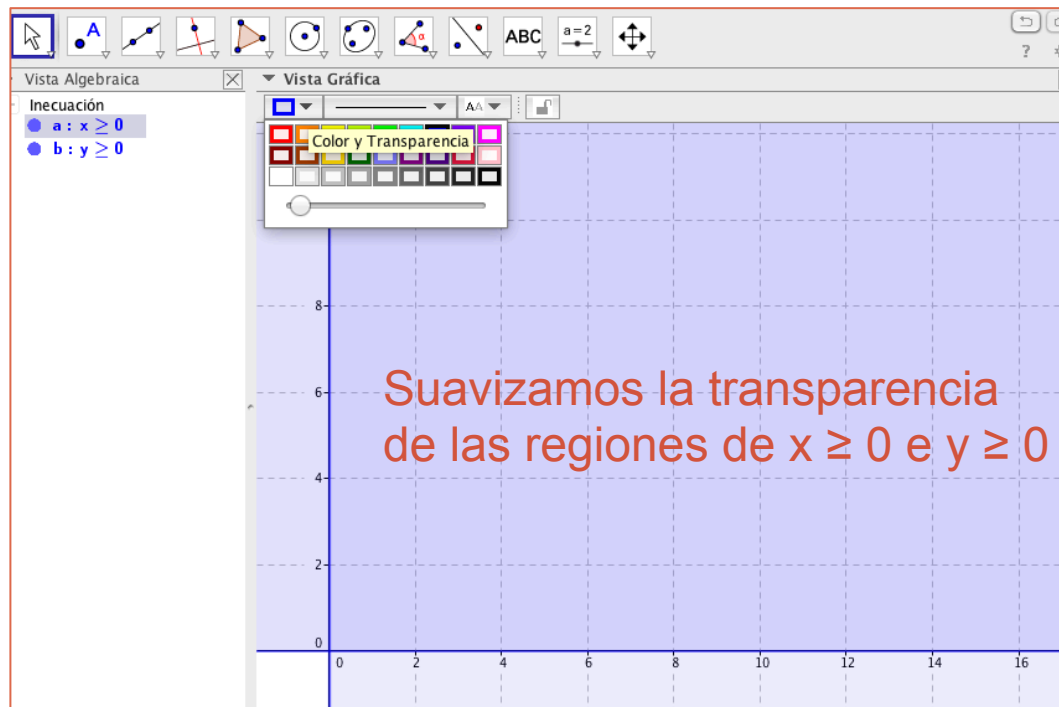 A
α
ABC
a=2
?
Vista Algebraica
Vista Gráfica
Inecuación
a : x ≥ 0
b : y ≥ 0
AA
Color y Transparencia
Suavizamos la transparencia
de las regiones de x ≥ 0 e y ≥ 0
8
6
4
2
0
0 2 4 6 8 10 12 14 16